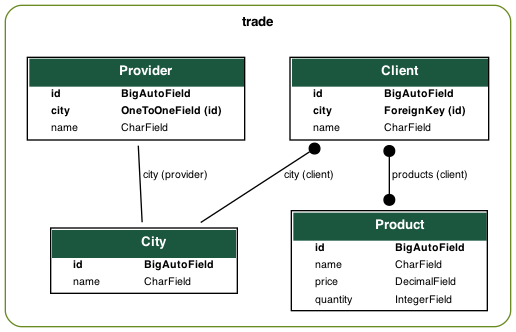 trade
Provider
id BigAutoField
city OneToOneField (id)
name CharField
Client
id BigAutoField
city ForeignKey (id)
name CharField
city (provider)
city (client)
products (client)
City
id BigAutoField
name CharField
Product
id BigAutoField
name CharField
price DecimalField
quantity IntegerField